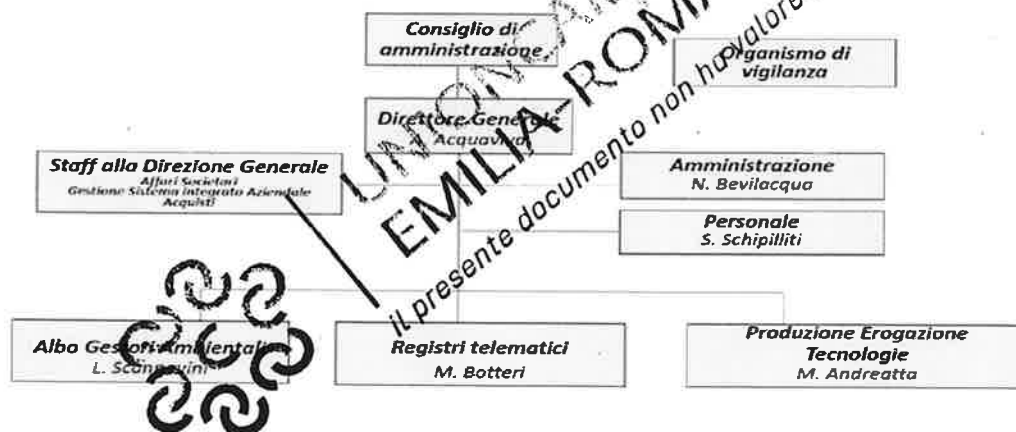 Consiglio di
amministrazione
Organismo di
vigilanza
Direttore Generale
Acquaviva
Staff alla Direzione Generale
Affari Societari
Gestione Sistema integrato Aziendale
Acquisti
Amministrazione
N. Bevilacqua
Personale
S. Schipilliti
Albo Gestori Ambientali
L. Scannavini
Registri telematici
M. Botteri
Produzione Erogazione
Tecnologie
M. Andreatta
EMILIA-ROMA
il presente documento non ha valore